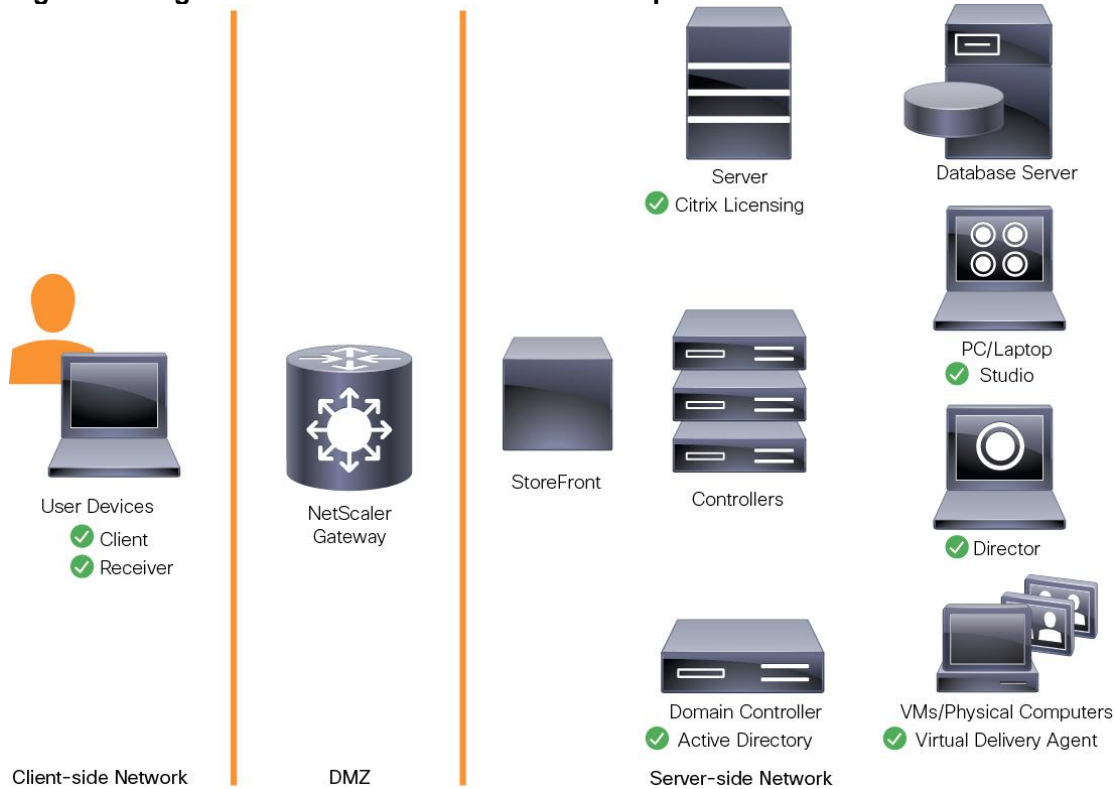 Server
Citrix Licensing
Database Server
PC/Laptop
Studio
User Devices
Client
Receiver
NetScaler
Gateway
StoreFront
Controllers
Director
Domain Controller
Active Directory
VMs/Physical Computers
Virtual Delivery Agent
Client-side Network
DMZ
Server-side Network